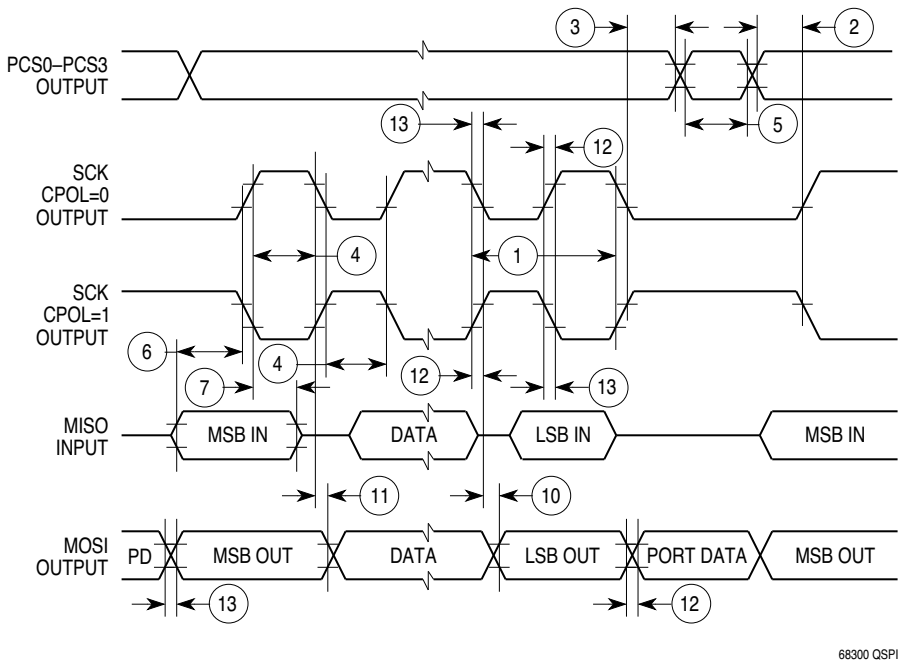 3
2
PCS0–PCS3
OUTPUT
5
13
12
SCK
CPOL=0
OUTPUT
4
1
SCK
CPOL=1
OUTPUT
6
4
7
12
13
MISO
INPUT
MSB IN
DATA
LSB IN
MSB IN
11
10
MOSI
OUTPUT
PD
MSB OUT
DATA
LSB OUT
PORT DATA
MSB OUT
13
12
68300 QSPI